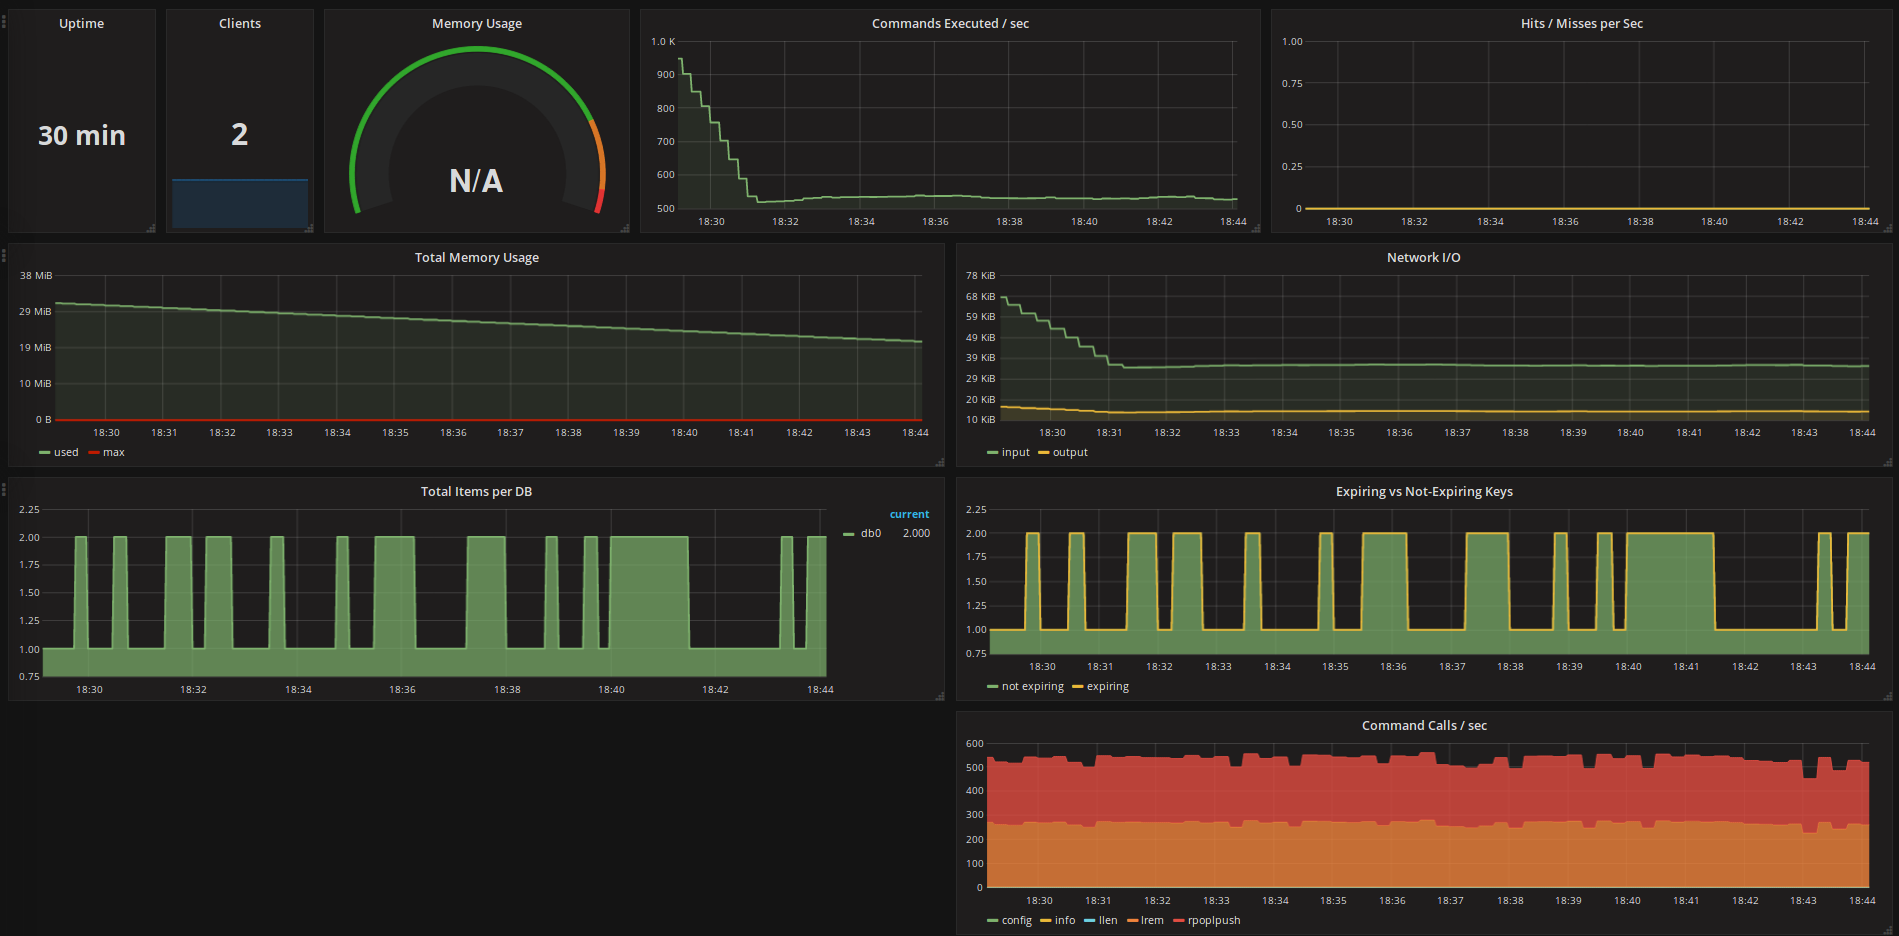 Uptime
30 min
Clients
2
Memory Usage
N/A
Commands Executed / sec
1.0 K
900
800
700
600
500
18:30 18:32 18:34 18:36 18:38 18:40 18:42 18:44
Hits / Misses per Sec
1.00
0.75
0.50
0.25
0
18:30 18:32 18:34 18:36 18:38 18:40 18:42 18:44
Total Memory Usage
38 MiB
29 MiB
19 MiB
10 MiB
0 B
18:30 18:31 18:32 18:33 18:34 18:35 18:36 18:37 18:38 18:39 18:40 18:41 18:42 18:43 18:44
used max
Network I/O
78 KiB
68 KiB
59 KiB
49 KiB
39 KiB
29 KiB
20 KiB
10 KiB
18:30 18:31 18:32 18:33 18:34 18:35 18:36 18:37 18:38 18:39 18:40 18:41 18:42 18:43 18:44
input output
Total Items per DB
2.25
2.00
1.75
1.50
1.25
1.00
0.75
18:30 18:32 18:34 18:36 18:38 18:40 18:42 18:44
current
db0 2.000
Expiring vs Not-Expiring Keys
2.25
2.00
1.75
1.50
1.25
1.00
0.75
18:30 18:31 18:32 18:33 18:34 18:35 18:36 18:37 18:38 18:39 18:40 18:41 18:42 18:43 18:44
not expiring expiring
Command Calls / sec
600
500
400
300
200
100
0
18:30 18:31 18:32 18:33 18:34 18:35 18:36 18:37 18:38 18:39 18:40 18:41 18:42 18:43 18:44
config info llen lrem rpoplpush